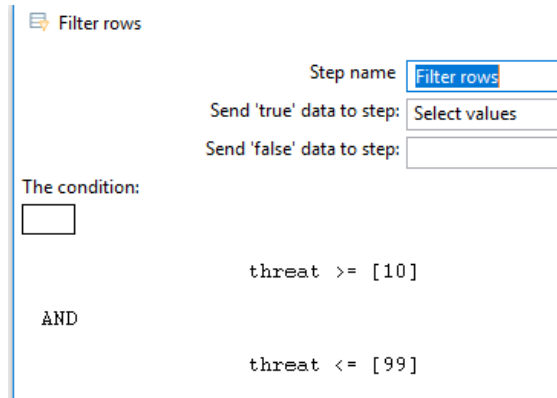 Filter rows
Step name Filter rows
Send 'true' data to step: Select values
Send 'false' data to step:
The condition:
threat >= [10]
AND
threat <= [99]